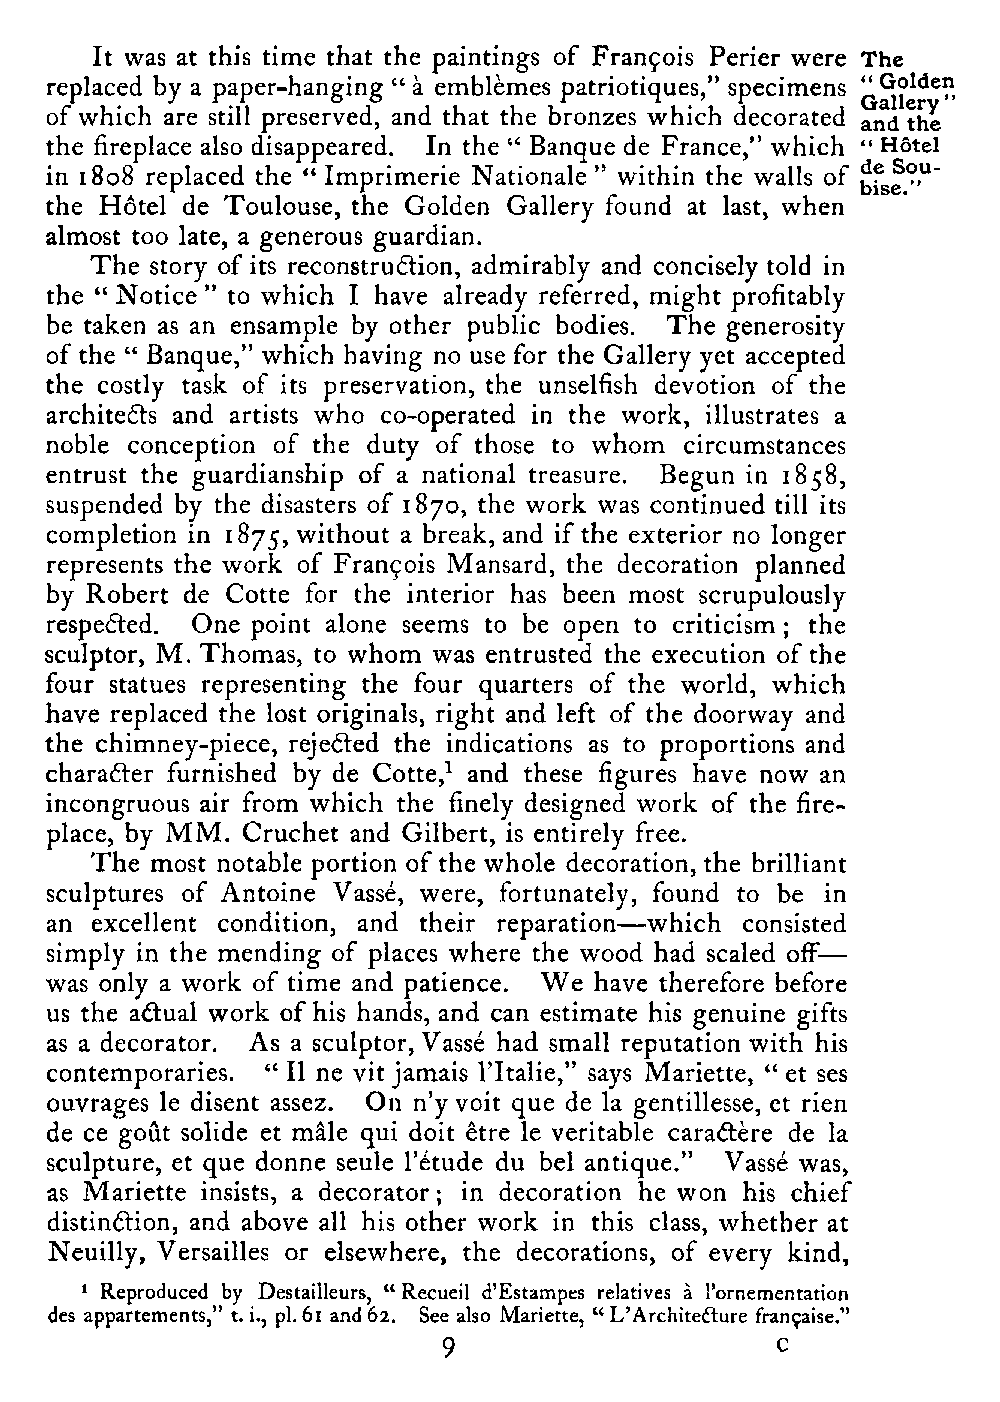 It was at this time that the paintings of François Perier were
replaced by a paper-hanging “ à emblèmes patriotiques,” specimens
of which are still preserved, and that the bronzes which decorated
the fireplace also disappeared. In the “ Banque de France,” which
in 1808 replaced the “ Imprimerie Nationale ” within the walls of
the Hôtel de Toulouse, the Golden Gallery found at last, when
almost too late, a generous guardian.
The
“ Golden
Gallery ”
and the
“ Hôtel
de Sou-
bise.”
The story of its reconstruction, admirably and concisely told in
the “ Notice ” to which I have already referred, might profitably
be taken as an ensample by other public bodies. The generosity
of the “ Banque,” which having no use for the Gallery yet accepted
the costly task of its preservation, the unselfish devotion of the
architects and artists who co-operated in the work, illustrates a
noble conception of the duty of those to whom circumstances
entrust the guardianship of a national treasure. Begun in 1858,
suspended by the disasters of 1870, the work was continued till its
completion in 1875, without a break, and if the exterior no longer
represents the work of François Mansard, the decoration planned
by Robert de Cotte for the interior has been most scrupulously
respected. One point alone seems to be open to criticism ; the
sculptor, M. Thomas, to whom was entrusted the execution of the
four statues representing the four quarters of the world, which
have replaced the lost originals, right and left of the doorway and
the chimney-piece, rejected the indications as to proportions and
character furnished by de Cotte,¹ and these figures have now an
incongruous air from which the finely designed work of the fire-
place, by MM. Cruchet and Gilbert, is entirely free.
The most notable portion of the whole decoration, the brilliant
sculptures of Antoine Vassé, were, fortunately, found to be in
an excellent condition, and their reparation—which consisted
simply in the mending of places where the wood had scaled off—
was only a work of time and patience. We have therefore before
us the actual work of his hands, and can estimate his genuine gifts
as a decorator. As a sculptor, Vassé had small reputation with his
contemporaries. “ Il ne vit jamais l’Italie,” says Mariette, “ et ses
ouvrages le disent assez. On n’y voit que de la gentillesse, et rien
de ce goût solide et mâle qui doit être le veritable caractère de la
sculpture, et que donne seule l’étude du bel antique.” Vassé was,
as Mariette insists, a decorator ; in decoration he won his chief
distinction, and above all his other work in this class, whether at
Neuilly, Versailles or elsewhere, the decorations, of every kind,
¹ Reproduced by Destailleurs, “ Recueil d’Estampes relatives à l’ornementation
des appartements,” t. i., pl. 61 and 62. See also Mariette, “ L’Architecture française.”
9 C